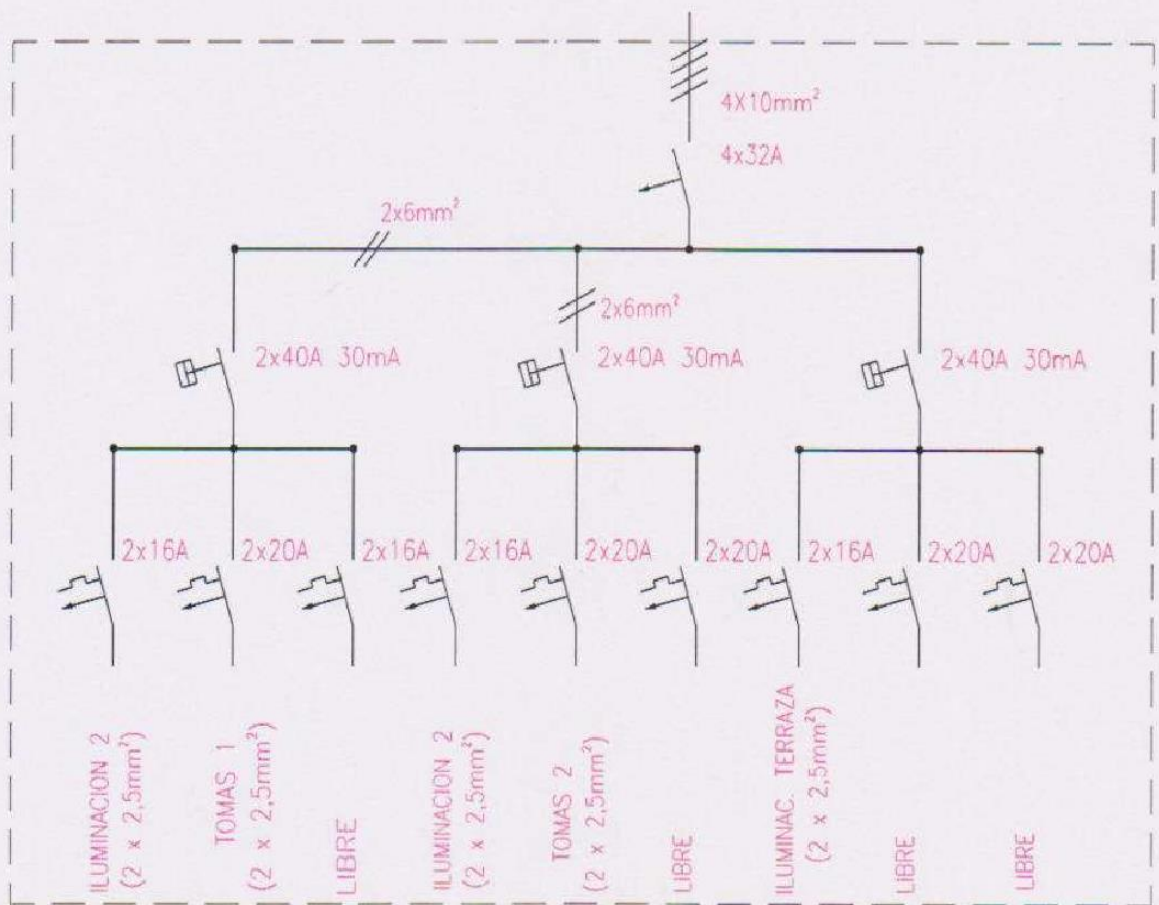 4X10mm²
4x32A
2x6mm²
2x6mm²
2x40A 30mA
2x40A 30mA
2x40A 30mA
2x16A
2x20A
2x16A
2x16A
2x20A
2x20A
2x16A
2x20A
2x20A
ILUMINACION 2
(2 x 2,5mm²)
TOMAS 1
(2 x 2,5mm²)
LIBRE
ILUMINACION 2
(2 x 2,5mm²)
TOMAS 2
(2 x 2,5mm²)
LIBRE
ILUMINAC. TERRAZA
(2 x 2,5mm²)
LIBRE
LIBRE